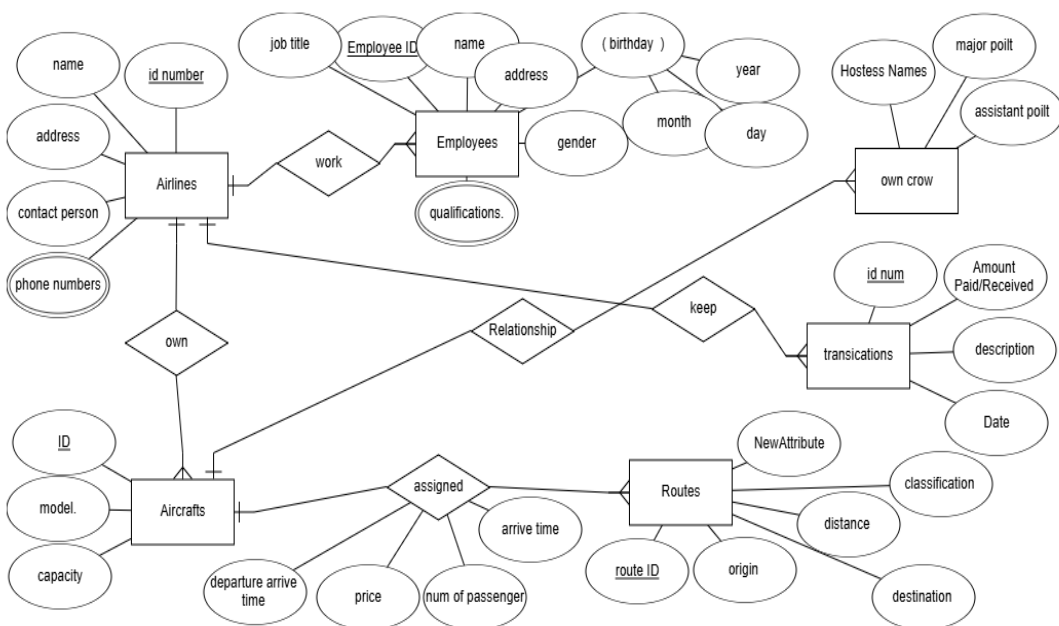 name
id number
address
contact person
phone numbers
Airlines
work
job title
Employee ID
name
address
( birthday )
year
month
day
gender
Employees
qualifications.
Hostess Names
major poilt
assistant poilt
own crow
own
Relationship
keep
id num
Amount
Paid/Received
description
Date
transications
ID
model.
capacity
Aircrafts
assigned
departure arrive
time
price
num of passenger
arrive time
Routes
NewAttribute
classification
distance
route ID
origin
destination